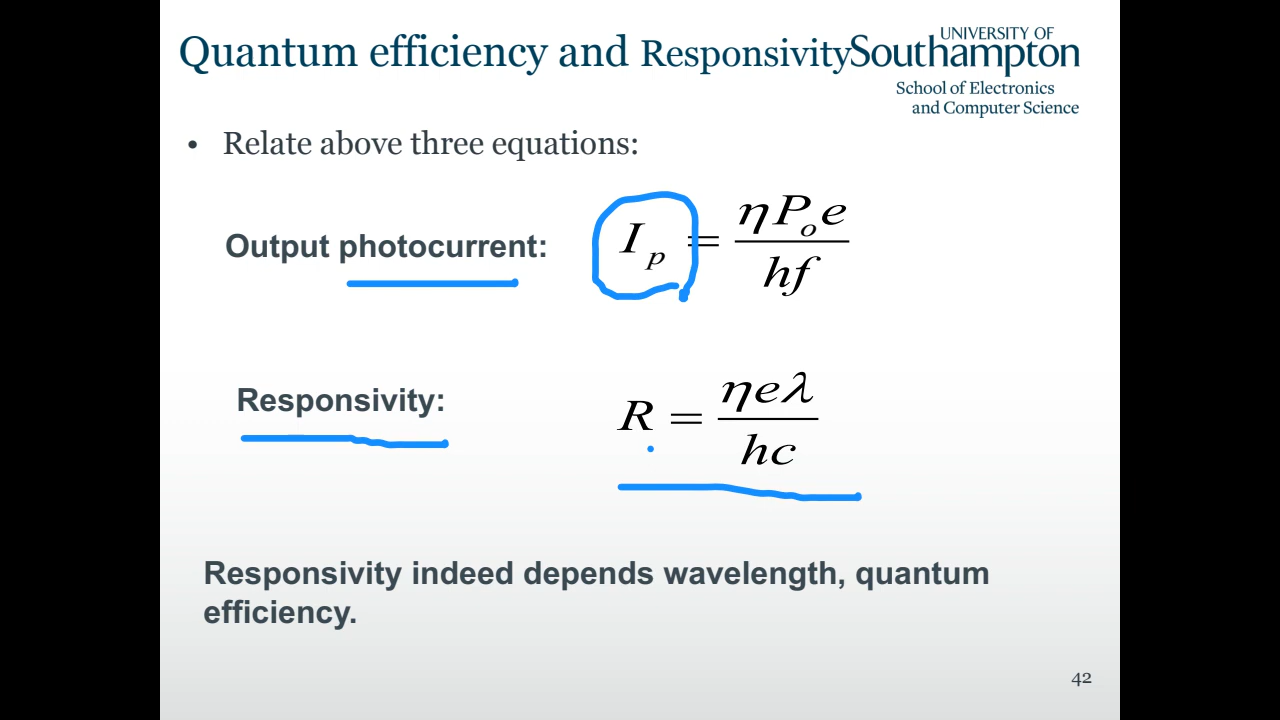 Quantum efficiency and Responsivity
UNIVERSITY OF
Southampton
School of Electronics
and Computer Science
• Relate above three equations:
Output photocurrent: I_p = ηP_o e / hf
Responsivity: R = ηeλ / hc
Responsivity indeed depends wavelength, quantum
efficiency.
42